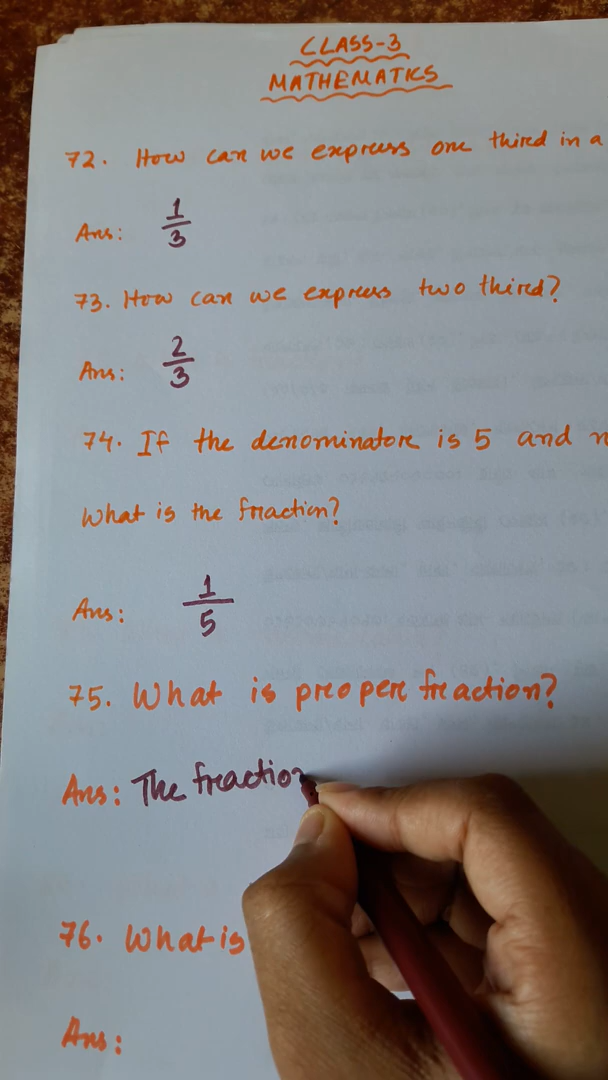 CLASS-3
MATHEMATICS
72. How can we express one third in a
Ans: 1/3
73. How can we express two third?
Ans: 2/3
74. If the denominator is 5 and
What is the fraction?
Ans: 1/5
75. What is proper fraction?
Ans: The fraction
76. What is
Ans: